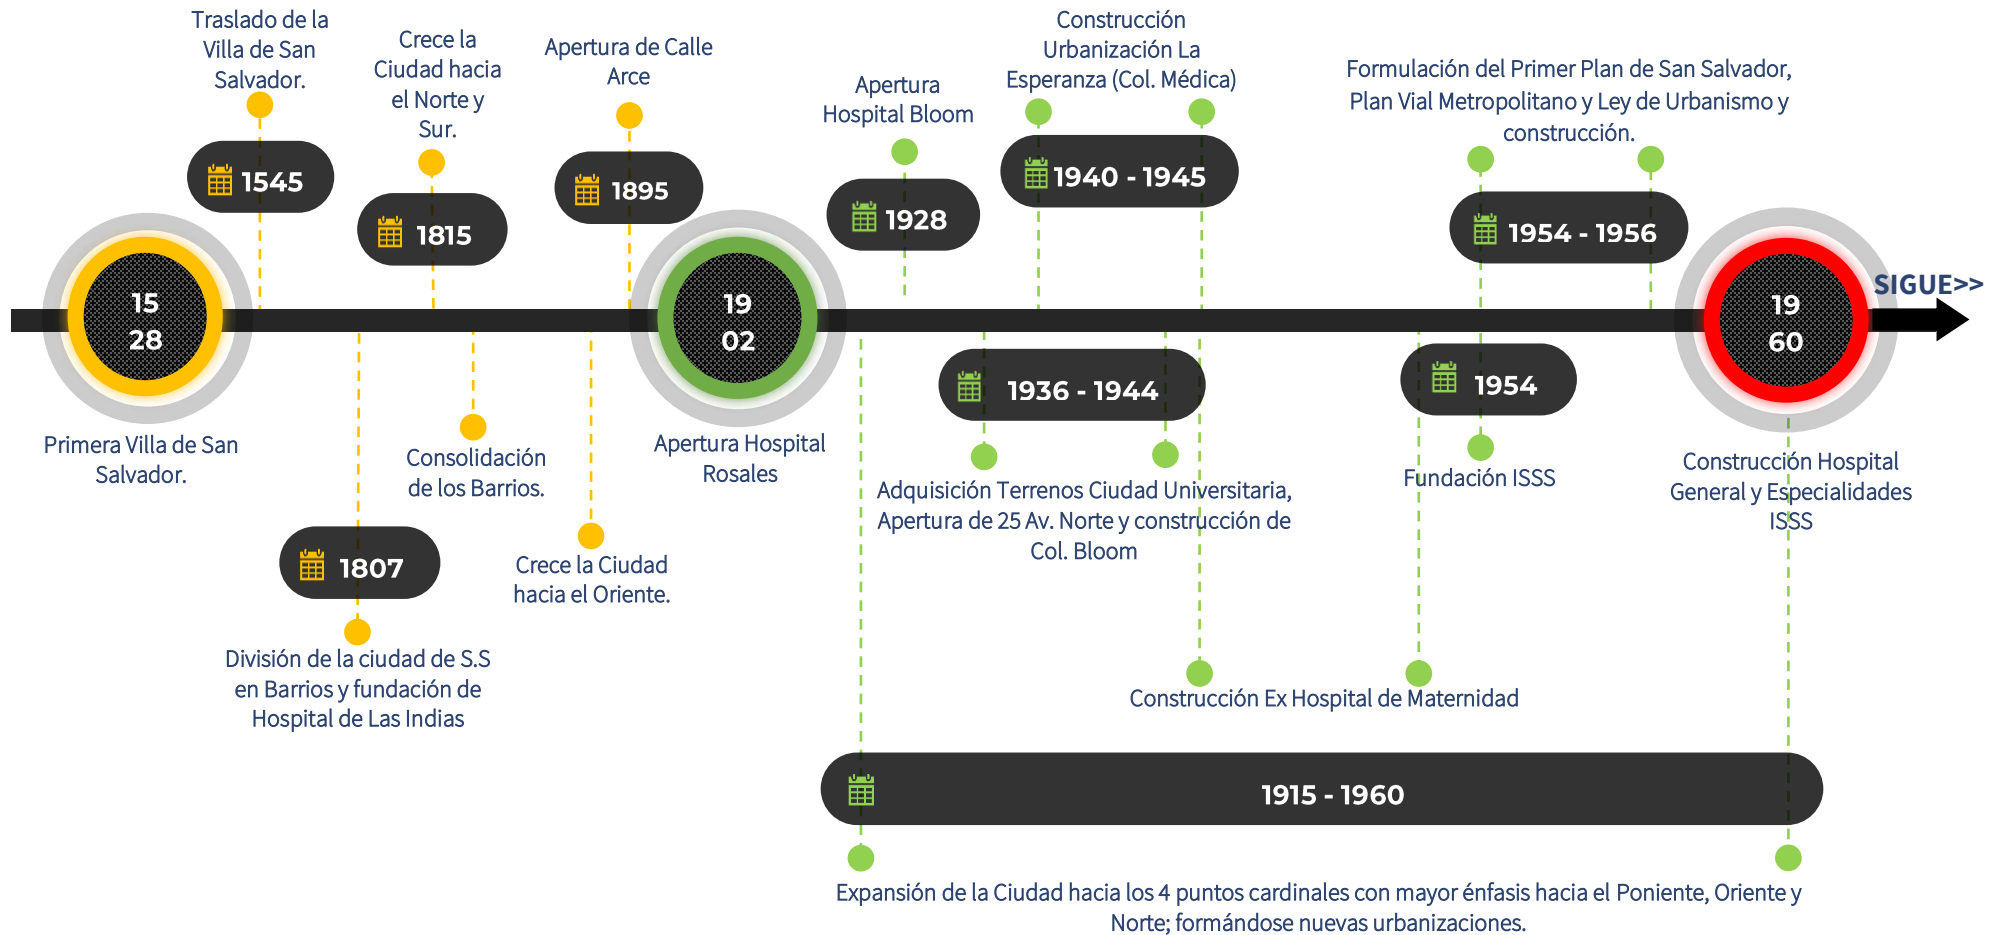 Traslado de la
Villa de San
Salvador.
1545
Crece la
Ciudad hacia
el Norte y
Sur.
1815
Apertura de Calle
Arce
1895
Apertura
Hospital Bloom
1928
Construcción
Urbanización La
Esperanza (Col. Médica)
1940 - 1945
Formulación del Primer Plan de San Salvador,
Plan Vial Metropolitano y Ley de Urbanismo y
construcción.
1954 - 1956
SIGUE>>
15
28
Primera Villa de San
Salvador.
19
02
Apertura Hospital
Rosales
19
60
Construcción Hospital
General y Especialidades
ISSS
1807
División de la ciudad de S.S
en Barrios y fundación de
Hospital de Las Indias
Consolidación
de los Barrios.
Crece la Ciudad
hacia el Oriente.
1936 - 1944
Adquisición Terrenos Ciudad Universitaria,
Apertura de 25 Av. Norte y construcción de
Col. Bloom
1954
Fundación ISSS
Construcción Ex Hospital de Maternidad
1915 - 1960
Expansión de la Ciudad hacia los 4 puntos cardinales con mayor énfasis hacia el Poniente, Oriente y
Norte; formándose nuevas urbanizaciones.